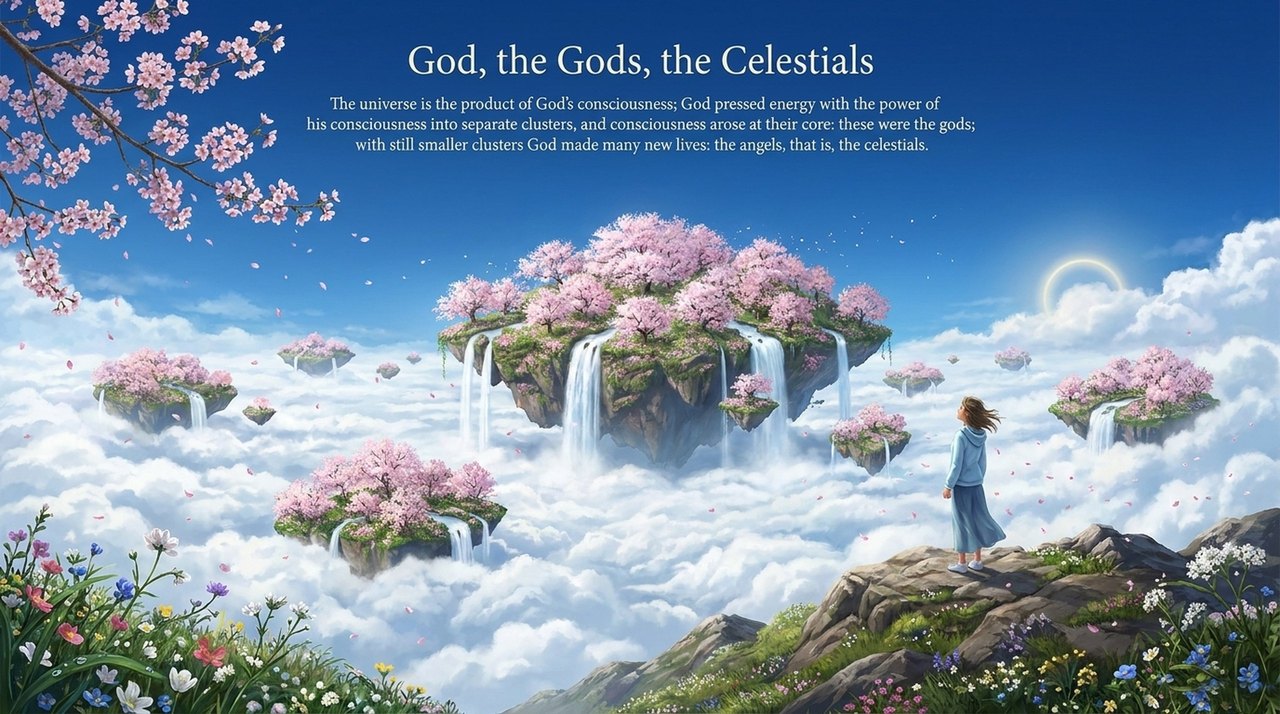 God, the Gods, the Celestials
The universe is the product of God's consciousness; God pressed energy with the power of
his consciousness into separate clusters, and consciousness arose at their core: these were the gods;
with still smaller clusters God made many new lives: the angels, that is, the celestials.